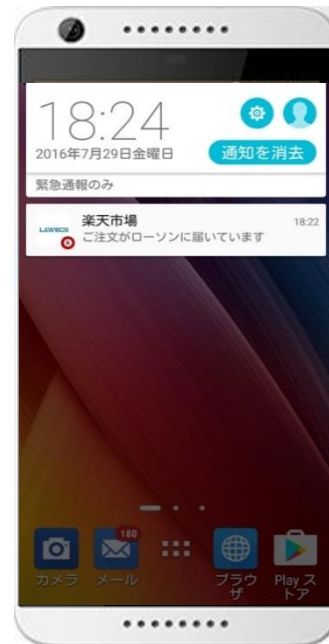 18:24
2016年7月29日金曜日
通知を消去
緊急通報のみ
楽天市場
18:22
LAWSON
ご注文がローソンに届いています
180
カメラ
メール
ブラウ
ザ
Play ス
トア